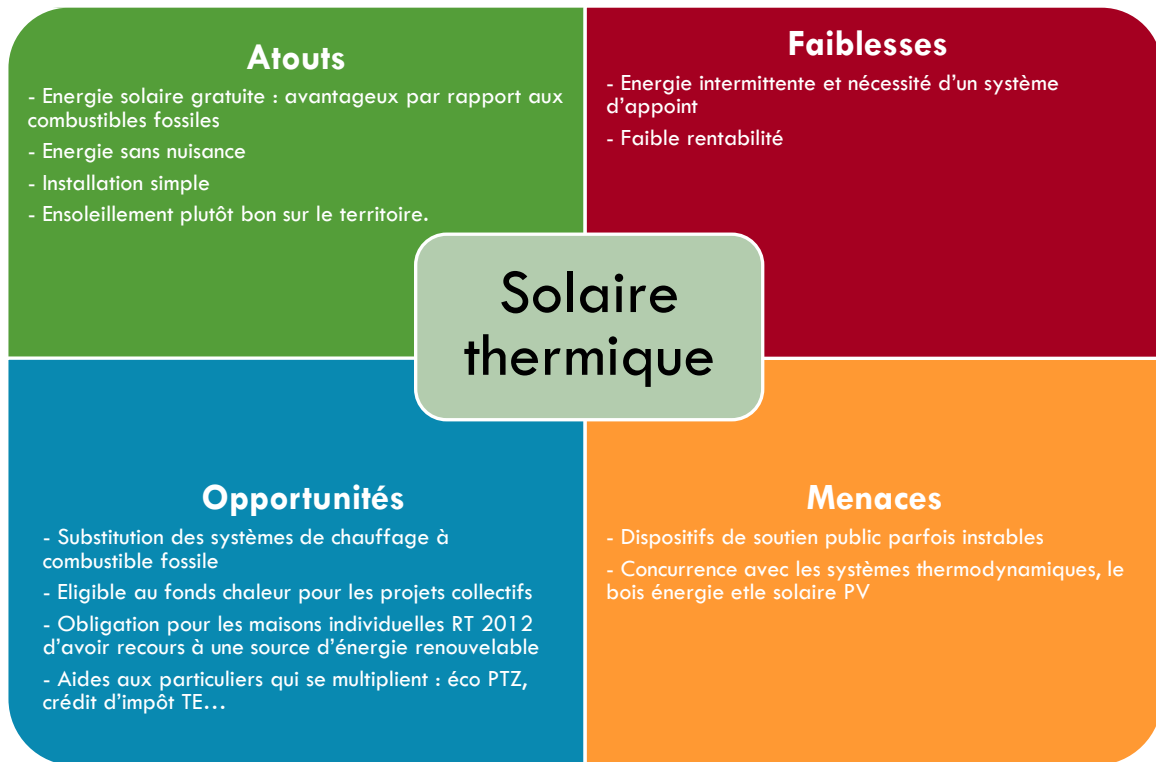 Atouts
- Energie solaire gratuite : avantageux par rapport aux
combustibles fossiles
- Energie sans nuisance
- Installation simple
- Ensoleillement plutôt bon sur le territoire.
Faiblesses
- Energie intermittente et nécessité d'un système
d'appoint
- Faible rentabilité
Solaire
thermique
Opportunités
- Substitution des systèmes de chauffage à
combustible fossile
- Eligible au fonds chaleur pour les projets collectifs
- Obligation pour les maisons individuelles RT 2012
d'avoir recours à une source d'énergie renouvelable
- Aides aux particuliers qui se multiplient : éco PTZ,
crédit d'impôt TE…
Menaces
- Dispositifs de soutien public parfois instables
- Concurrence avec les systèmes thermodynamiques, le
bois énergie etle solaire PV